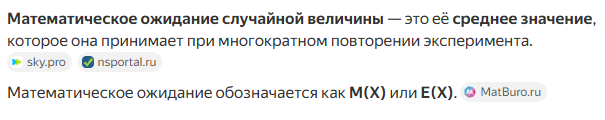 Математическое ожидание случайной величины — это её среднее значение,
которое она принимает при многократном повторении эксперимента.
sky.pro nsportal.ru
Математическое ожидание обозначается как M(X) или E(X). MatBuro.ru